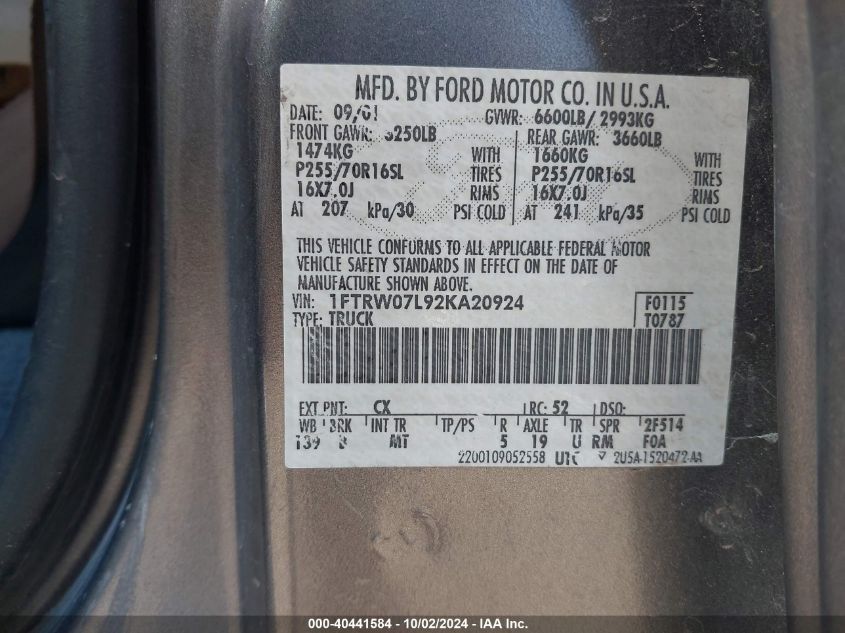 MFD. BY FORD MOTOR CO. IN U.S.A.
DATE: 09/01 GVWR: 6600LB/ 2993KG
FRONT GAWR: 3250LB REAR GAWR: 3660LB
1474KG WITH 1660KG WITH
P255/70R16SL TIRES P255/70R16SL TIRES
16X7.0J RIMS 16X7.0J RIMS
AT 207 kPa/30 PSI COLD AT 241 kPa/35 PSI COLD
THIS VEHICLE CONFORMS TO ALL APPLICABLE FEDERAL MOTOR
VEHICLE SAFETY STANDARDS IN EFFECT ON THE DATE OF
MANUFACTURE SHOWN ABOVE.
VIN: 1FTRW07L92KA20924 F0115
TYPE: TRUCK T0787
EXT PNT: CX RC: 52 DSO:
WB BRK INT TR TP/PS R AXLE TR SPR 2F514
139 MT 5 19 U RM F0A
2200109052558 2U5A-1520472-AA
000-40441584 - 10/02/2024 - IAA Inc.